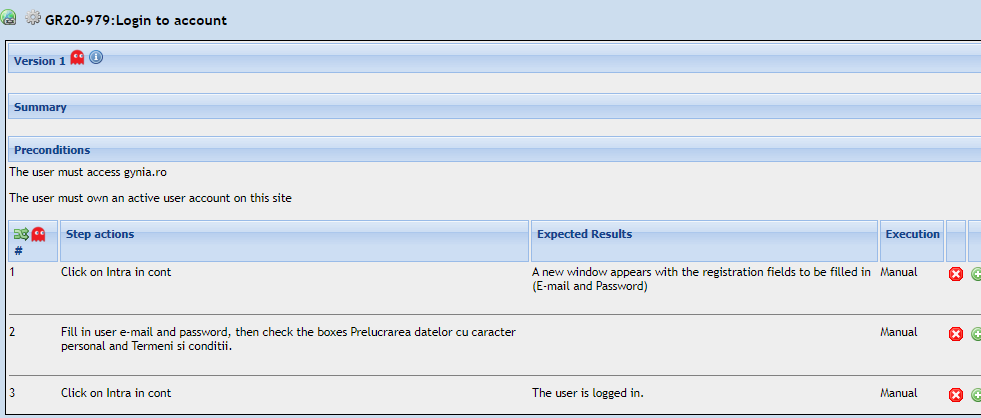 GR20-979:Login to account
Version 1
Summary
Preconditions
The user must access gynia.ro
The user must own an active user account on this site
# Step actions Expected Results Execution
1 Click on Intra in cont A new window appears with the registration fields to be filled in Manual
(E-mail and Password)
2 Fill in user e-mail and password, then check the boxes Prelucrarea datelor cu caracter Manual
personal and Termeni si conditii.
3 Click on Intra in cont The user is logged in. Manual